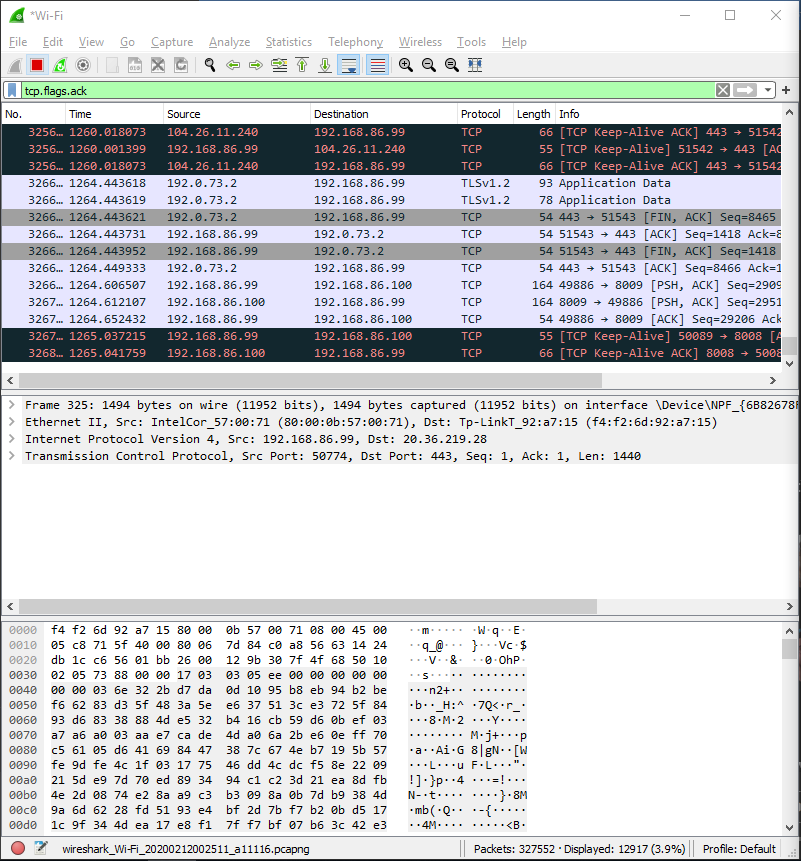 *Wi-Fi
File Edit View Go Capture Analyze Statistics Telephony Wireless Tools Help
tcp.flags.ack
No. Time Source Destination Protocol Length Info
3256… 1260.018073 104.26.11.240 192.168.86.99 TCP 66 [TCP Keep-Alive ACK] 443 → 51542
3256… 1260.001399 192.168.86.99 104.26.11.240 TCP 55 [TCP Keep-Alive] 51542 → 443 [AC
3256… 1260.018073 104.26.11.240 192.168.86.99 TCP 66 [TCP Keep-Alive ACK] 443 → 51542
3266… 1264.443618 192.0.73.2 192.168.86.99 TLSv1.2 93 Application Data
3266… 1264.443619 192.0.73.2 192.168.86.99 TLSv1.2 78 Application Data
3266… 1264.443621 192.0.73.2 192.168.86.99 TCP 54 443 → 51543 [FIN, ACK] Seq=8465
3266… 1264.443731 192.168.86.99 192.0.73.2 TCP 54 51543 → 443 [ACK] Seq=1418 Ack=8
3266… 1264.443952 192.168.86.99 192.0.73.2 TCP 54 51543 → 443 [FIN, ACK] Seq=1418
3266… 1264.449333 192.0.73.2 192.168.86.99 TCP 54 443 → 51543 [ACK] Seq=8466 Ack=1
3266… 1264.606507 192.168.86.99 192.168.86.100 TCP 164 49886 → 8009 [PSH, ACK] Seq=2909
3267… 1264.612107 192.168.86.100 192.168.86.99 TCP 164 8009 → 49886 [PSH, ACK] Seq=2951
3267… 1264.652432 192.168.86.99 192.168.86.100 TCP 54 49886 → 8009 [ACK] Seq=29206 Ack
3267… 1265.037215 192.168.86.99 192.168.86.100 TCP 55 [TCP Keep-Alive] 50089 → 8008 [A
3268… 1265.041759 192.168.86.100 192.168.86.99 TCP 66 [TCP Keep-Alive ACK] 8008 → 5008
Frame 325: 1494 bytes on wire (11952 bits), 1494 bytes captured (11952 bits) on interface \Device\NPF_{6B82678F
Ethernet II, Src: IntelCor_57:00:71 (80:00:0b:57:00:71), Dst: Tp-LinkT_92:a7:15 (f4:f2:6d:92:a7:15)
Internet Protocol Version 4, Src: 192.168.86.99, Dst: 20.36.219.28
Transmission Control Protocol, Src Port: 50774, Dst Port: 443, Seq: 1, Ack: 1, Len: 1440
0000 f4 f2 6d 92 a7 15 80 00 0b 57 00 71 08 00 45 00 ··m····· ·W·q··E·
0010 05 c8 71 5f 40 00 80 06 7d 84 c0 a8 56 63 14 24 ··q_@··· }···Vc·$
0020 db 1c c6 56 01 bb 26 00 12 9b 30 7f 4f 68 50 10 ···V··&· ··0·OhP·
0030 02 05 73 88 00 00 17 03 03 05 ee 00 00 00 00 00 ··s····· ········
0040 00 00 03 6e 32 2b d7 da 0d 10 95 b8 eb 94 b2 be ···n2+·· ········
0050 f6 62 83 d3 5f 48 3a 5e e6 37 51 3c e3 72 5f 84 ·b··_H:^ ·7Q<·r_·
0060 93 d6 83 38 88 4d e5 32 b4 16 cb 59 d6 0b ef 03 ···8·M·2 ···Y····
0070 a7 a6 a0 03 aa e7 ca de 4d a0 6a 2b e6 0e ff 70 ········ M·j+···p
0080 c5 61 05 d6 41 69 84 47 38 7c 67 4e b7 19 5b 57 ·a··Ai·G 8|gN··[W
0090 fe 9d fe 4c 1f 03 17 75 46 dd 4c dc f5 8e 22 09 ···L···u F·L···"·
00a0 21 5d e9 7d 70 ed 89 34 94 c1 c2 3d 21 ea 8d fb !]·}p··4 ···=!···
00b0 4e 2d 08 74 e2 8a a9 c3 b3 09 8a 0b 7d b9 38 4d N-·t···· ····}·8M
00c0 9a 6d 62 28 fd 51 93 e4 bf 2d 7b f7 b2 0b d5 17 ·mb(·Q·· ·-{·····
00d0 1c 9f 34 4d ea 17 e8 f1 7f f7 bf 07 b6 3c 42 e3 ··4M···· ·····<B·
wireshark_Wi-Fi_20200212002511_a11116.pcapng Packets: 327552 · Displayed: 12917 (3.9%) Profile: Default